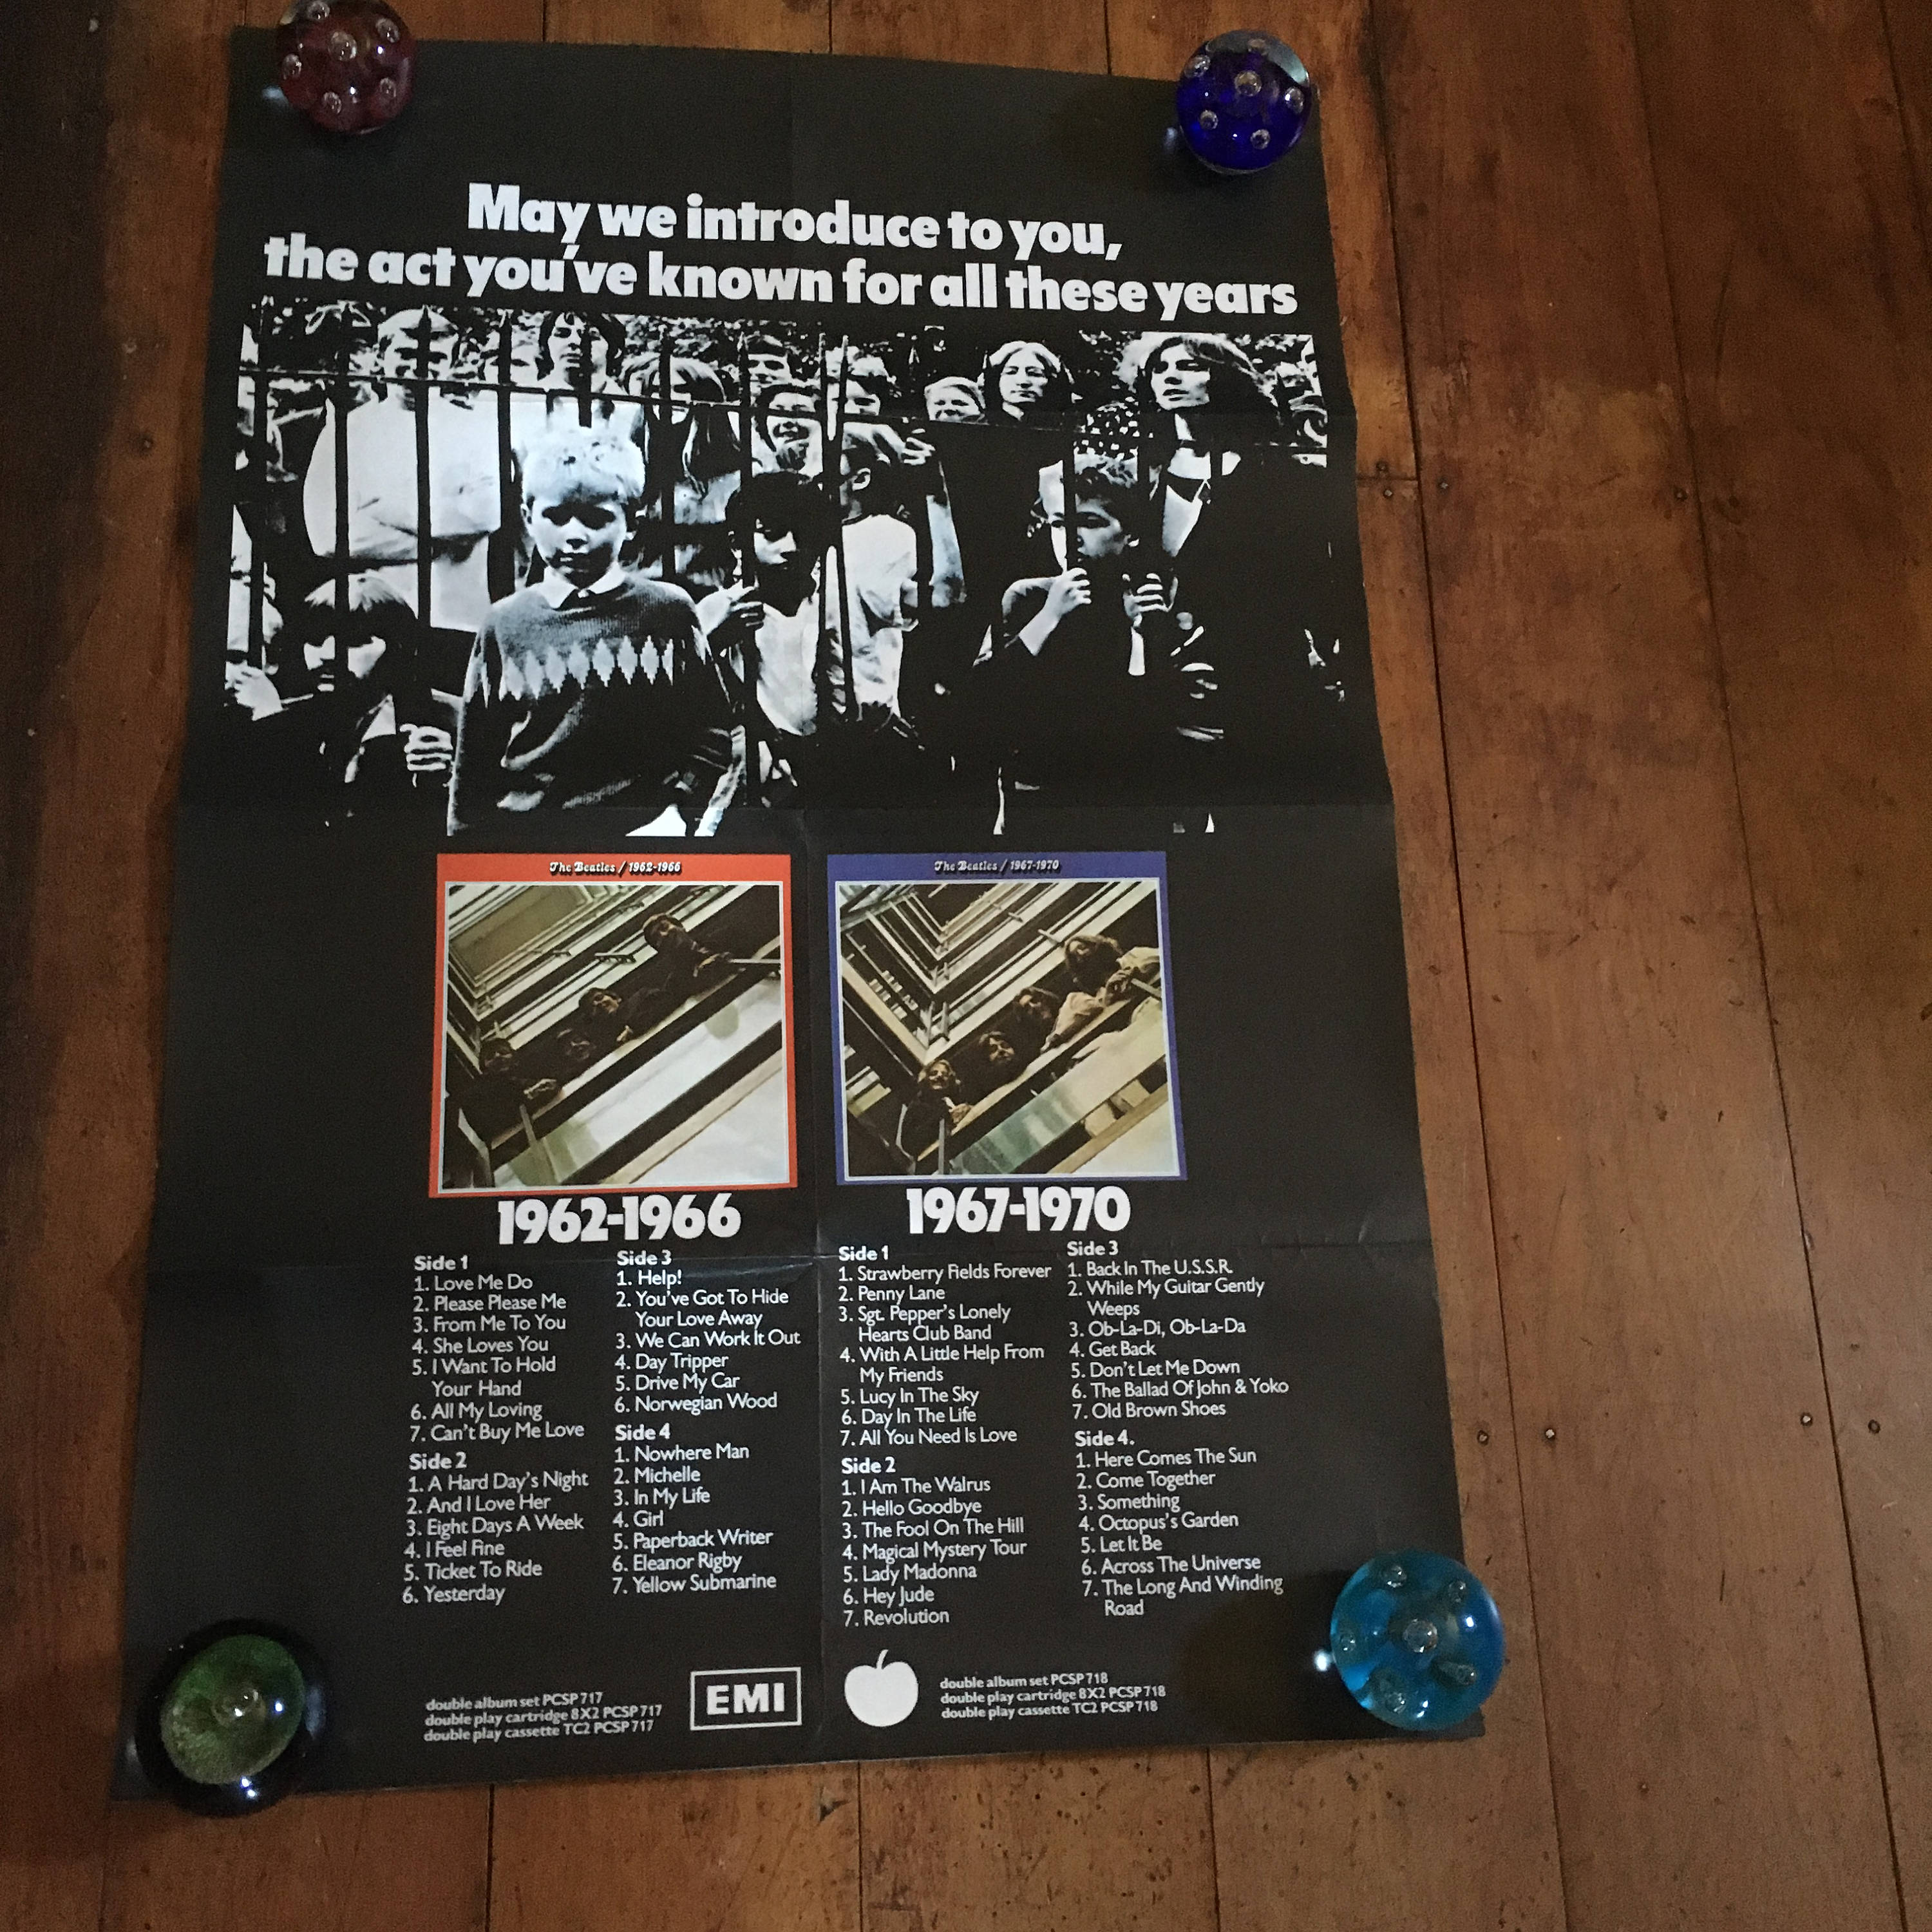 May we introduce to you,
the act you've known for all these years
The Beatles / 1962-1966
The Beatles / 1967-1970
1962-1966
Side 1
1. Love Me Do
2. Please Please Me
3. From Me To You
4. She Loves You
5. I Want To Hold
Your Hand
6. All My Loving
7. Can't Buy Me Love
Side 2
1. A Hard Day's Night
2. And I Love Her
3. Eight Days A Week
4. I Feel Fine
5. Ticket To Ride
6. Yesterday
Side 3
1. Help!
2. You've Got To Hide
Your Love Away
3. We Can Work It Out
4. Day Tripper
5. Drive My Car
6. Norwegian Wood
Side 4
1. Nowhere Man
2. Michelle
3. In My Life
4. Girl
5. Paperback Writer
6. Eleanor Rigby
7. Yellow Submarine
1967-1970
Side 1
1. Strawberry Fields Forever
2. Penny Lane
3. Sgt. Pepper's Lonely
Hearts Club Band
4. With A Little Help From
My Friends
5. Lucy In The Sky
6. Day In The Life
7. All You Need Is Love
Side 2
1. I Am The Walrus
2. Hello Goodbye
3. The Fool On The Hill
4. Magical Mystery Tour
5. Lady Madonna
6. Hey Jude
7. Revolution
Side 3
1. Back In The U.S.S.R.
2. While My Guitar Gently
Weeps
3. Ob-La-Di, Ob-La-Da
4. Get Back
5. Don't Let Me Down
6. The Ballad Of John & Yoko
7. Old Brown Shoes
Side 4.
1. Here Comes The Sun
2. Come Together
3. Something
4. Octopus's Garden
5. Let It Be
6. Across The Universe
7. The Long And Winding
Road
double album set PCSP 717
double play cartridge 8X2 PCSP 717
double play cassette TC2 PCSP 717
EMI
double album set PCSP 718
double play cartridge 8X2 PCSP 718
double play cassette TC2 PCSP 718